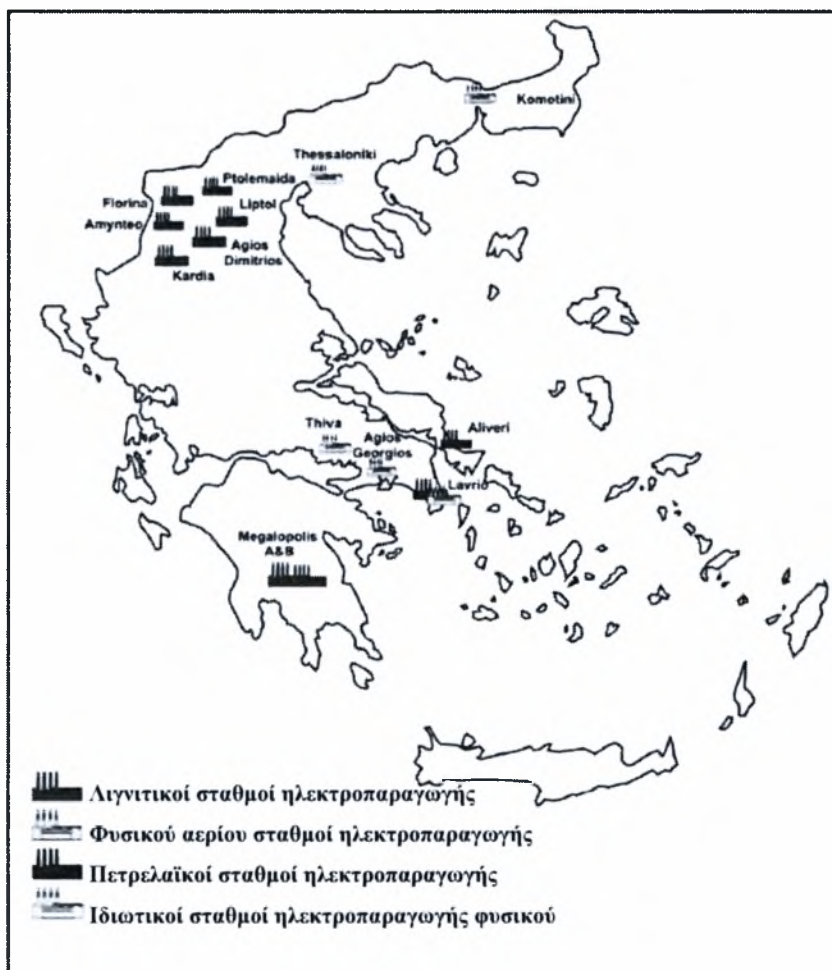 Komotini
Thessaloniki
Ptolemaida
Florina
Liptol
Amynteo
Agios
Dimitrios
Kardia
Thiva
Agios
Georgios
Aliveri
Lavrio
Megalopolis
A&B
Λιγνιτικοί σταθμοί ηλεκτροπαραγωγής
Φυσικού αερίου σταθμοί ηλεκτροπαραγωγής
Πετρελαϊκοί σταθμοί ηλεκτροπαραγωγής
Ιδιωτικοί σταθμοί ηλεκτροπαραγωγής φυσικού